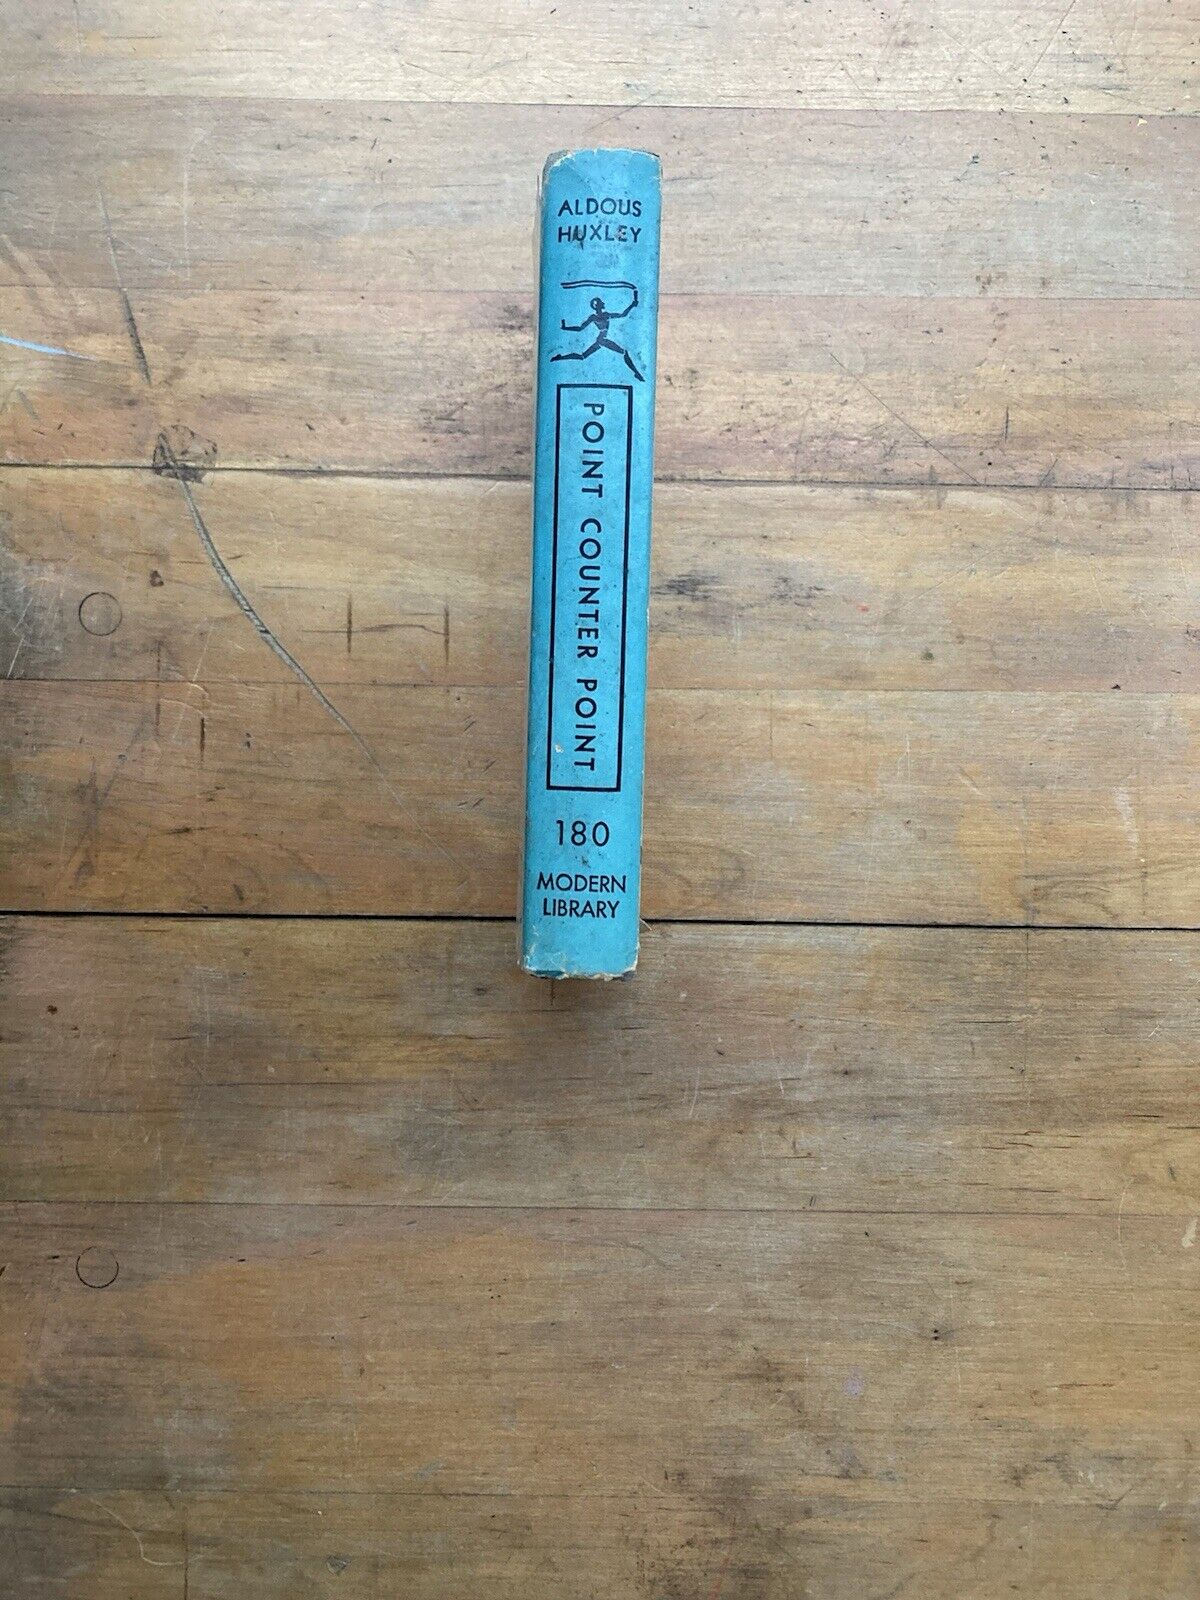 ALDOUS
HUXLEY
POINT COUNTER POINT
180
MODERN
LIBRARY